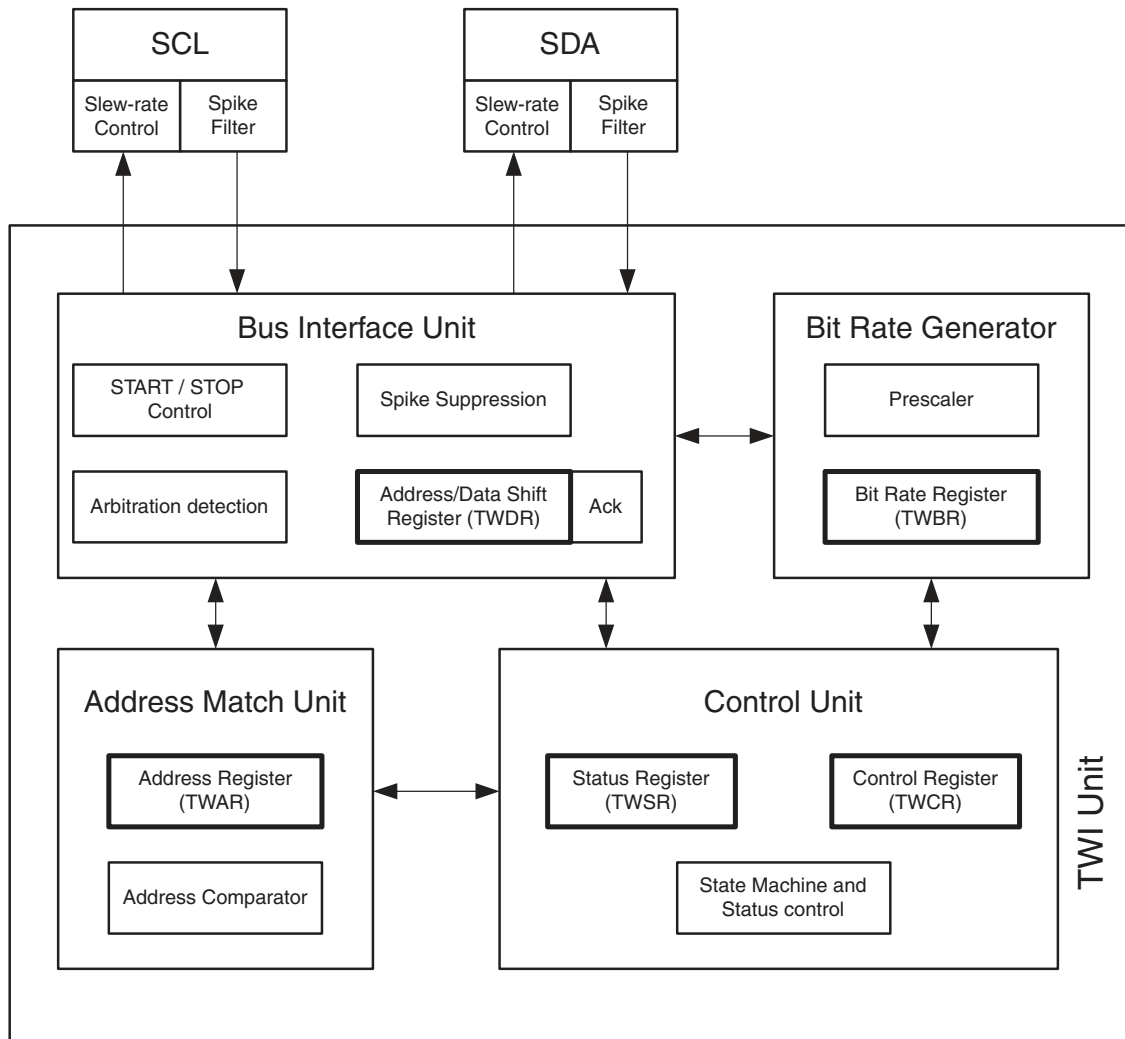 SCL
Slew-rate
Control
Spike
Filter
SDA
Slew-rate
Control
Spike
Filter
Bus Interface Unit
START / STOP
Control
Spike Suppression
Arbitration detection
Address/Data Shift
Register (TWDR)
Ack
Bit Rate Generator
Prescaler
Bit Rate Register
(TWBR)
Address Match Unit
Address Register
(TWAR)
Address Comparator
Control Unit
Status Register
(TWSR)
Control Register
(TWCR)
State Machine and
Status control
TWI Unit